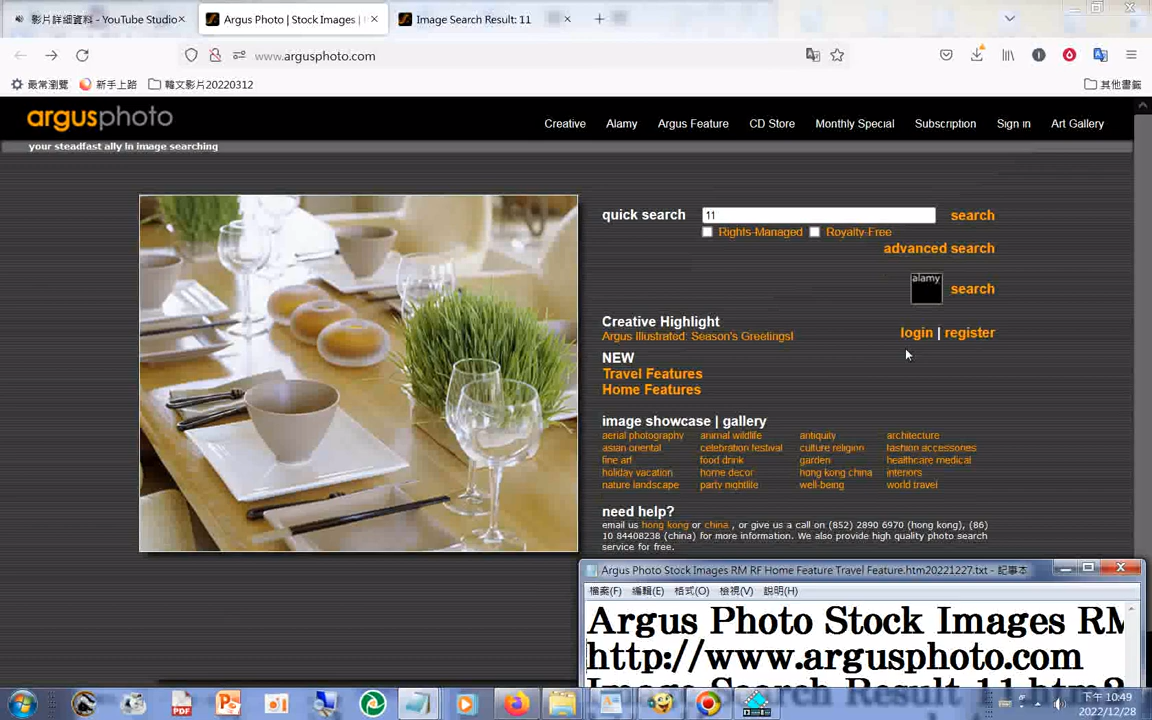 影片詳細資料 - YouTube Studio
Argus Photo | Stock Images |
Image Search Result: 11
www.argusphoto.com
最常瀏覽 新手上路 韓文影片20220312 其他書籤
argusphoto
Creative Alamy Argus Feature CD Store Monthly Special Subscription Sign in Art Gallery
your steadfast ally in image searching
quick search 11 search
Rights-Managed Royalty-Free
advanced search
alamy
search
Creative Highlight
Argus Illustrated: Season's Greetings!
login | register
NEW
Travel Features
Home Features
image showcase | gallery
aerial photography animal wildlife antiquity architecture
asian oriental celebration festival culture religion fashion accessories
fine art food drink garden healthcare medical
holiday vacation home decor hong kong china interiors
nature landscape party nightlife well-being world travel
need help?
email us hong kong or china , or give us a call on (852) 2890 6970 (hong kong), (86)
10 84408238 (china) for more information. We also provide high quality photo search
service for free.
Argus Photo Stock Images RM RF Home Feature Travel Feature.htm20221227.txt - 記事本
檔案(F) 編輯(E) 格式(O) 檢視(V) 說明(H)
Argus Photo Stock Images RM
http://www.argusphoto.com
Image Search Result 11.htm
PDF
下午 10:49
2022/12/28